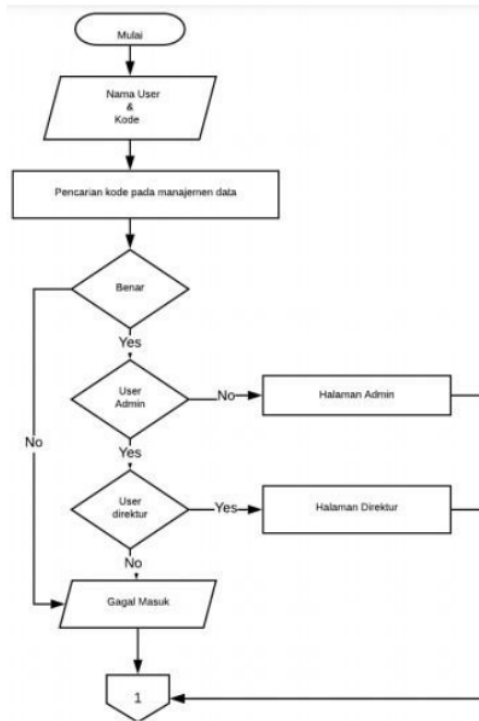 Mulai
Nama User
&
Kode
Pencarian kode pada manajemen data
Benar
Yes
User
Admin
No
Halaman Admin
No
Yes
User
direktur
Yes
Halaman Direktur
No
Gagal Masuk
1